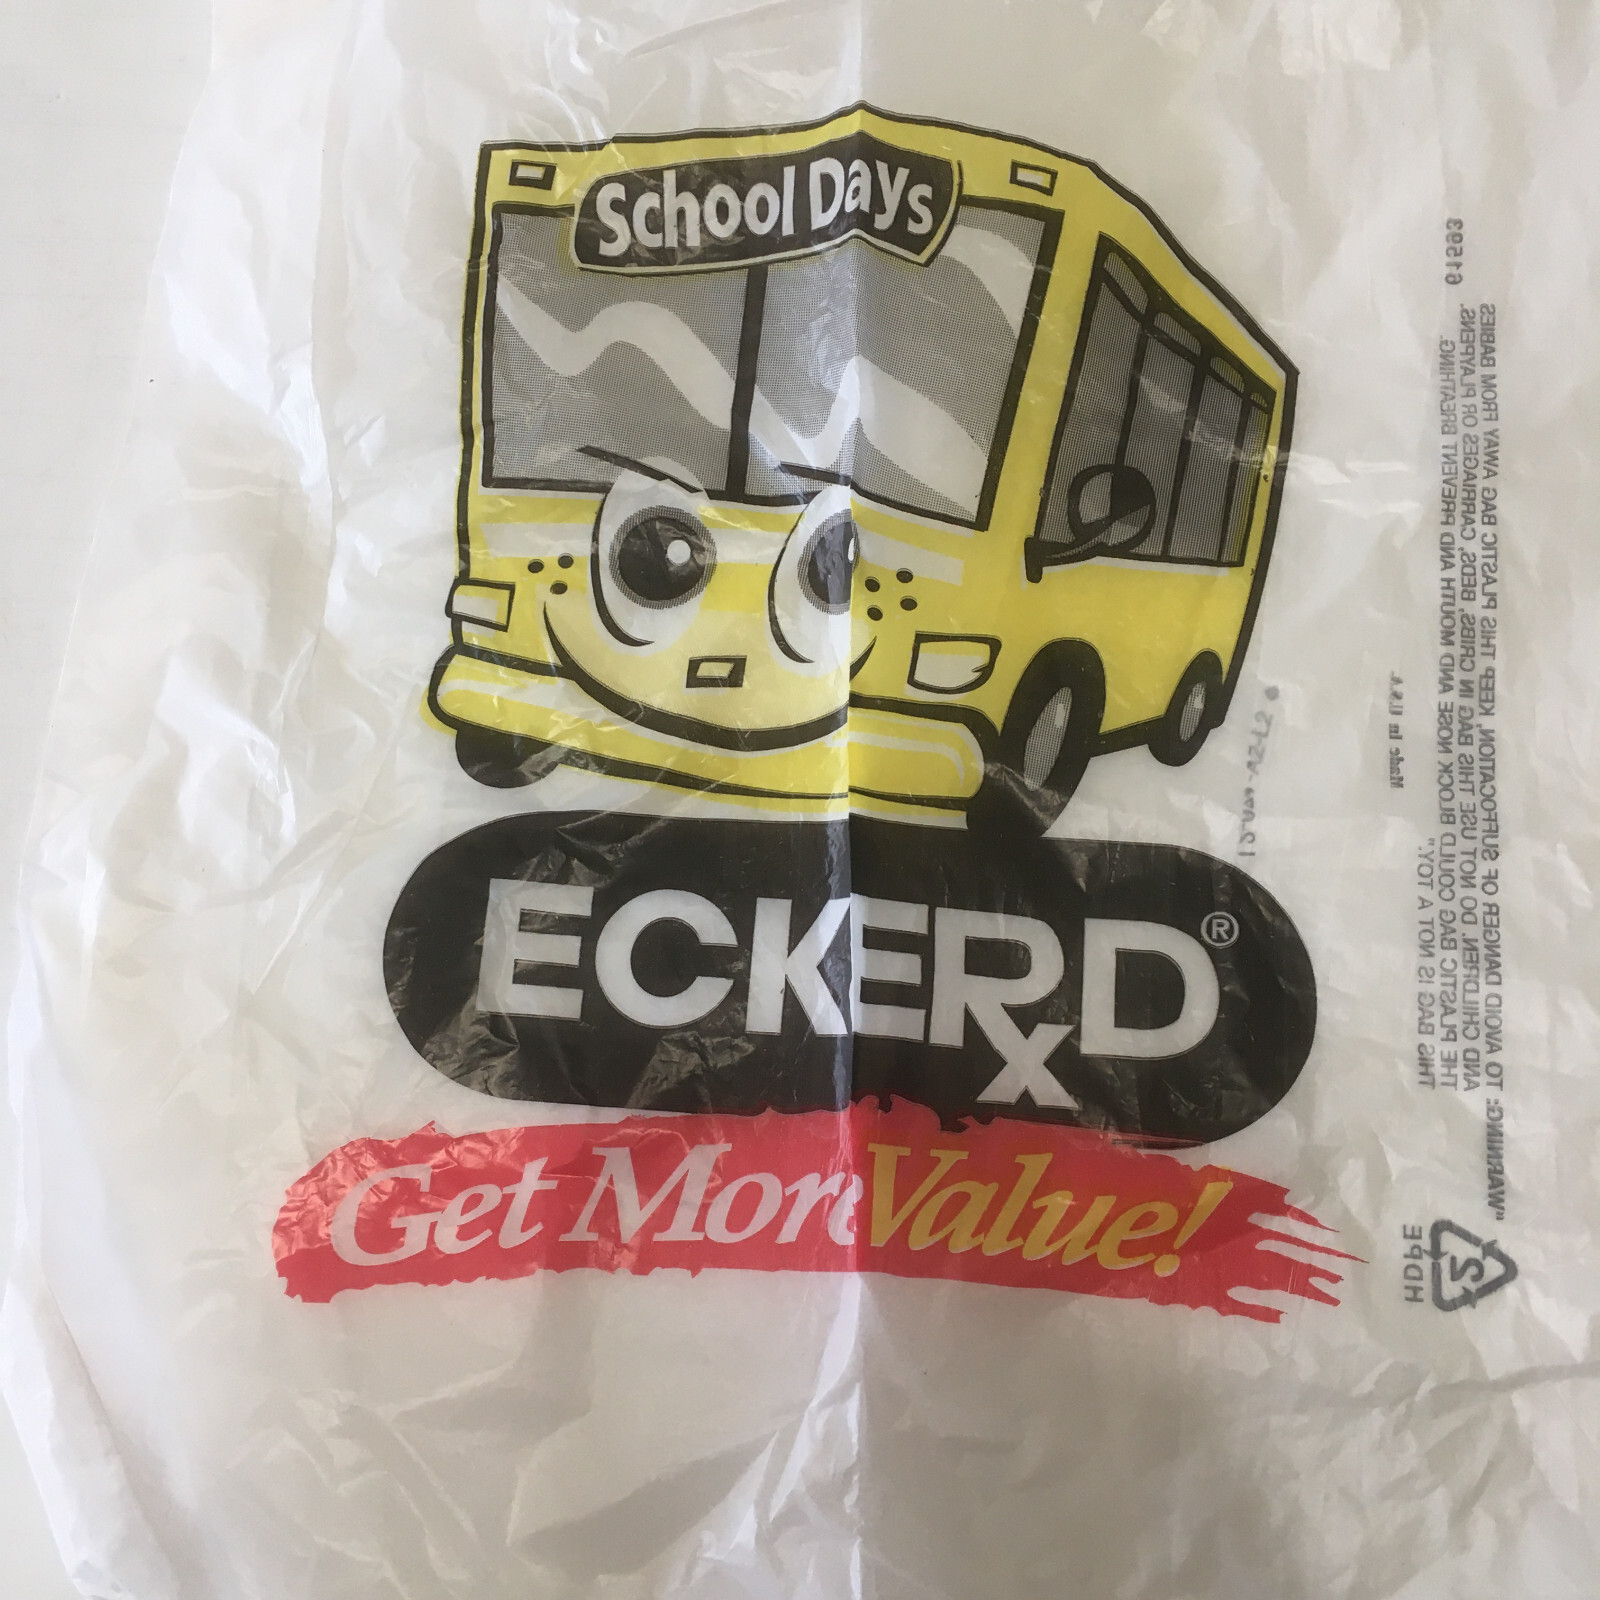 School Days
ECKERD®
Get More Value!
"WARNING: TO AVOID DANGER OF SUFFOCATION, KEEP THIS PLASTIC BAG AWAY FROM BABIES
AND CHILDREN. DO NOT USE THIS BAG IN CRIBS, BEDS, CARRIAGES OR PLAYPENS.
THE PLASTIC BAG COULD BLOCK NOSE AND MOUTH AND PREVENT BREATHING.
THIS BAG IS NOT A TOY."
Made in U.S.A.
2
HDPE